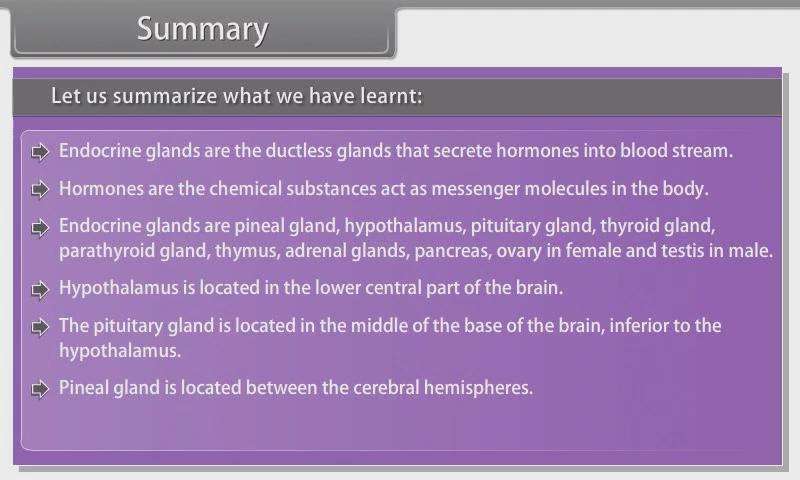 Summary
Let us summarize what we have learnt:
Endocrine glands are the ductless glands that secrete hormones into blood stream.
Hormones are the chemical substances act as messenger molecules in the body.
Endocrine glands are pineal gland, hypothalamus, pituitary gland, thyroid gland,
parathyroid gland, thymus, adrenal glands, pancreas, ovary in female and testis in male.
Hypothalamus is located in the lower central part of the brain.
The pituitary gland is located in the middle of the base of the brain, inferior to the
hypothalamus.
Pineal gland is located between the cerebral hemispheres.